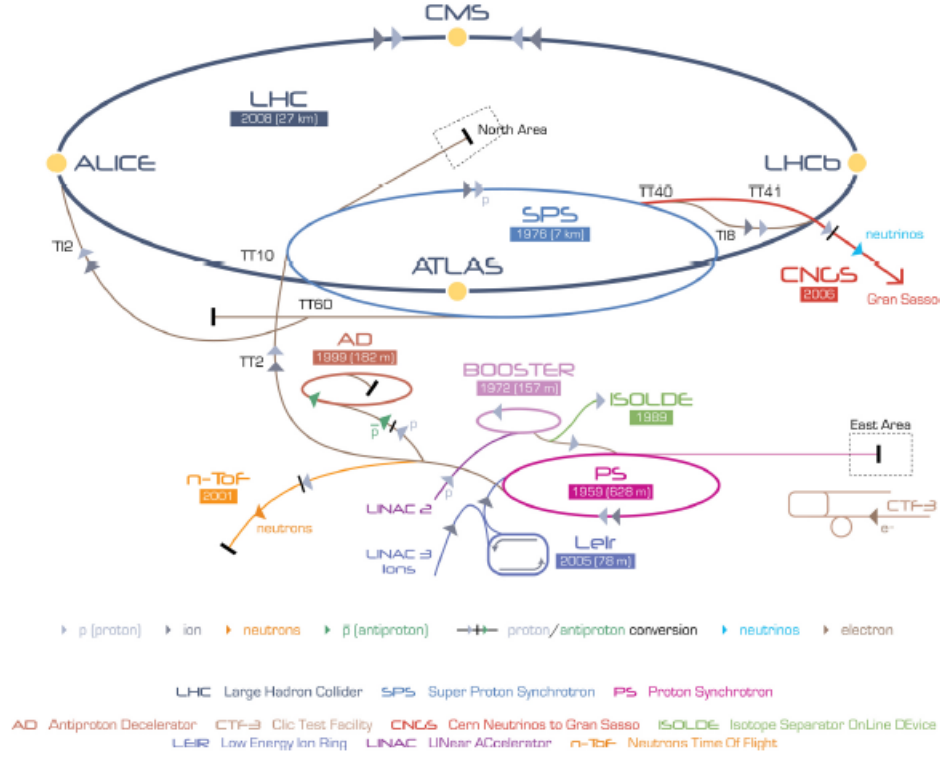 CMS
LHC
2008 (27 km)
North Area
ALICE
LHCb
TT40
TT41
SPS
1976 (7 km)
TI8
neutrinos
TI2
TT10
ATLAS
CNGS
2006
Gran Sasso
TT60
AD
1999 (182 m)
TT2
BOOSTER
1972 (157 m)
ISOLDE
1989
p
East Area
p̄
p
n-ToF
2001
PS
1959 (628 m)
CTF-3
e-
LINAC 2
p
neutrons
LINAC 3
Ions
Leir
2005 (78 m)
p (proton) ion neutrons p̄ (antiproton) proton/antiproton conversion neutrinos electron
LHC Large Hadron Collider SPS Super Proton Synchrotron PS Proton Synchrotron
AD Antiproton Decelerator CTF-3 Clic Test Facility CNGS Cern Neutrinos to Gran Sasso ISOLDE Isotope Separator OnLine DEvice
LEIR Low Energy Ion Ring LINAC LINear ACcelerator n-ToF Neutrons Time Of Flight